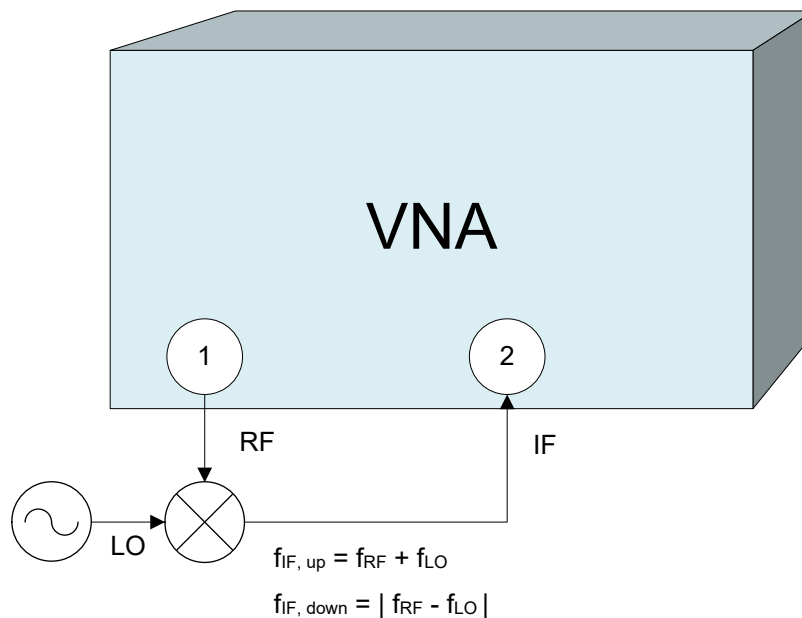 VNA
1
2
RF
IF
LO
fIF, up = fRF + fLO
fIF, down = | fRF - fLO |